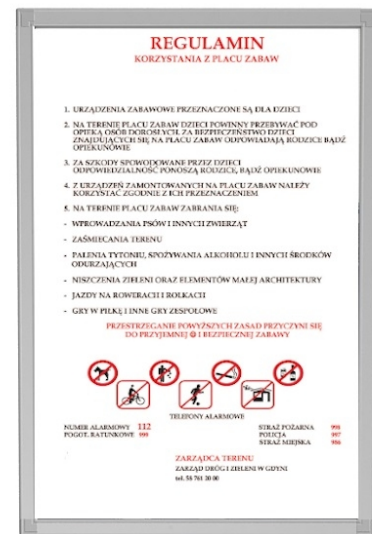 REGULAMIN
KORZYSTANIA Z PLACU ZABAW
1. URZĄDZENIA ZABAWOWE PRZEZNACZONE SĄ DLA DZIECI
2. NA TERENIE PLACU ZABAW DZIECI POWINNY PRZEBYWAĆ POD
OPIEKĄ OSÓB DOROSŁYCH. ZA BEZPIECZEŃSTWO DZIECI
ZNAJDUJĄCYCH SIĘ NA PLACU ZABAW ODPOWIADAJĄ RODZICE BĄDŹ
OPIEKUNOWIE
3. ZA SZKODY SPOWODOWANE PRZEZ DZIECI
ODPOWIEDZIALNOŚĆ PONOSZĄ RODZICE, BĄDŹ OPIEKUNOWIE
4. Z URZĄDZEŃ ZAMONTOWANYCH NA PLACU ZABAW NALEŻY
KORZYSTAĆ ZGODNIE Z ICH PRZEZNACZENIEM
5. NA TERENIE PLACU ZABAW ZABRANIA SIĘ:
- WPROWADZANIA PSÓW I INNYCH ZWIERZĄT
- ZAŚMIECANIA TERENU
- PALENIA TYTONIU, SPOŻYWANIA ALKOHOLU I INNYCH ŚRODKÓW
ODURZAJĄCYCH
- NISZCZENIA ZIELENI ORAZ ELEMENTÓW MAŁEJ ARCHITEKTURY
- JAZDY NA ROWERACH I ROLKACH
- GRY W PIŁKĘ I INNE GRY ZESPOŁOWE
PRZESTRZEGANIE POWYŻSZYCH ZASAD PRZYCZYNI SIĘ
DO PRZYJEMNEJ ☺ I BEZPIECZNEJ ZABAWY
TELEFONY ALARMOWE
NUMER ALARMOWY 112
POGOT. RATUNKOWE 999
STRAŻ POŻARNA 998
POLICJA 997
STRAŻ MIEJSKA 986
ZARZĄDCA TERENU
ZARZĄD DRÓG I ZIELENI W GDYNI
tel. 58 761 20 00